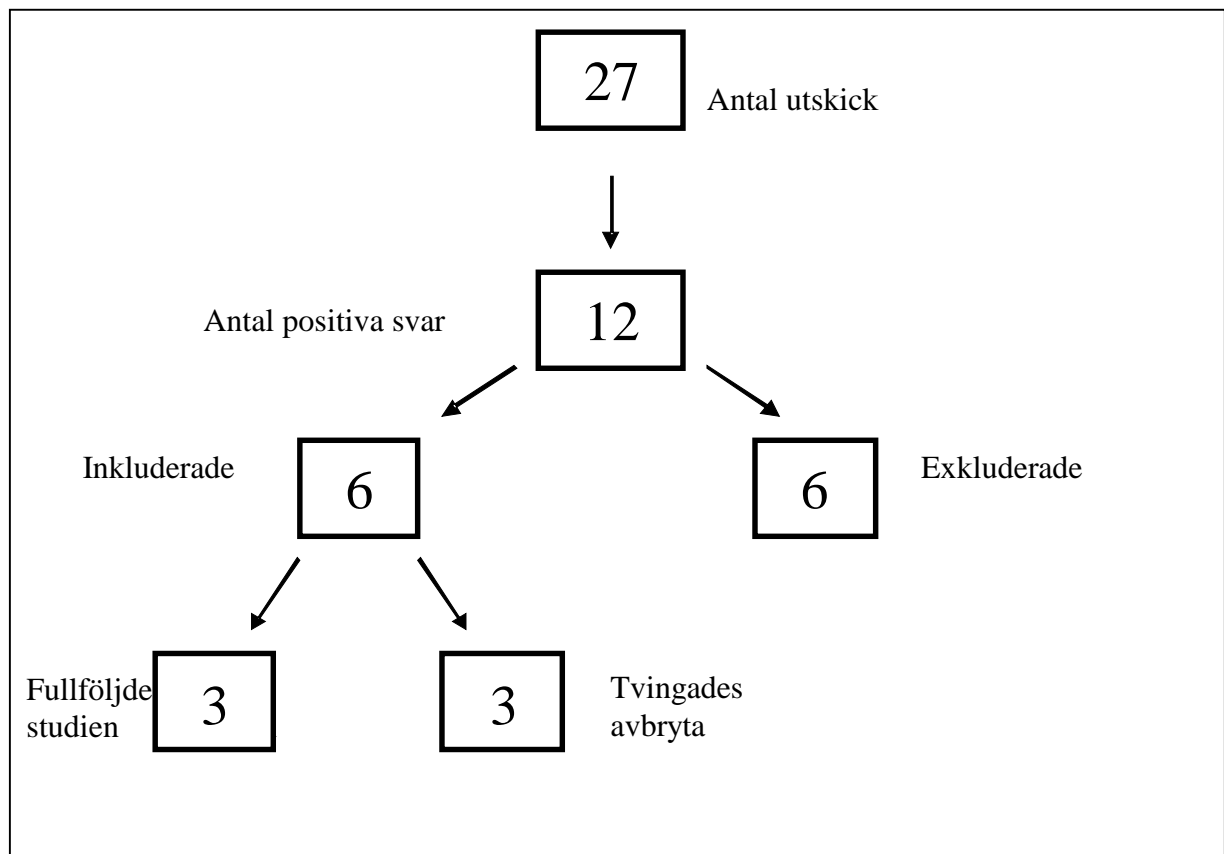 27
Antal utskick
Antal positiva svar
12
Inkluderade
6
6
Exkluderade
Fullföljde
studien
3
3
Tvingades
avbryta